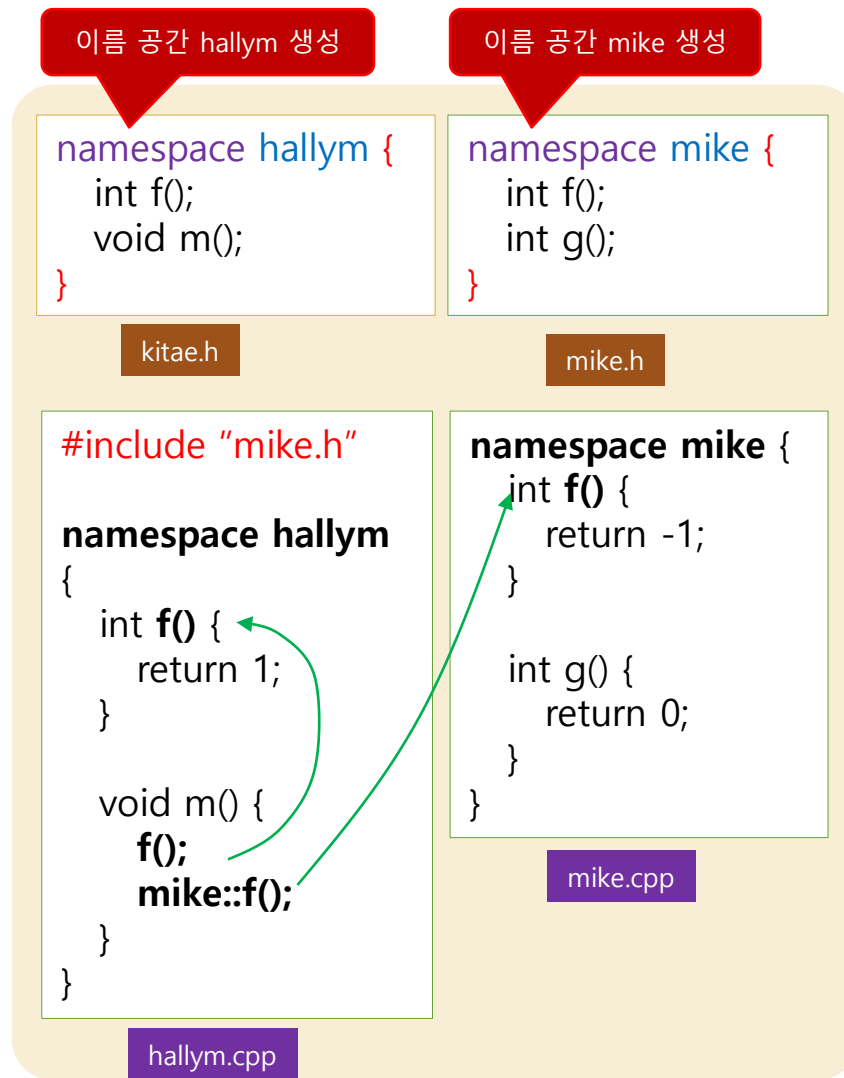 이름 공간 hallym 생성
이름 공간 mike 생성
namespace hallym {
int f();
void m();
}
kitae.h
namespace mike {
int f();
int g();
}
mike.h
#include “mike.h”
namespace hallym
{
int f() {
return 1;
}
void m() {
f();
mike::f();
}
}
hallym.cpp
namespace mike {
int f() {
return -1;
}
int g() {
return 0;
}
}
mike.cpp